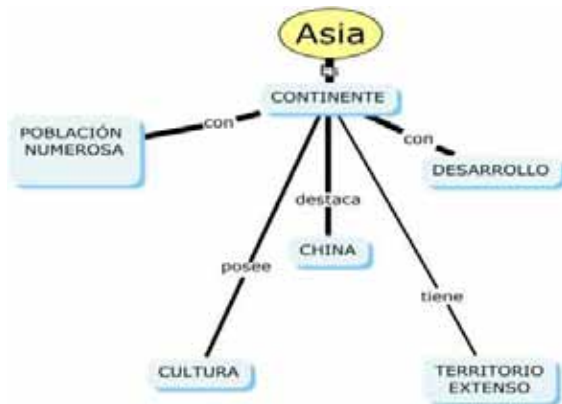 Asia
CONTINENTE
con
POBLACIÓN
NUMEROSA
con
DESARROLLO
destaca
CHINA
posee
CULTURA
tiene
TERRITORIO
EXTENSO